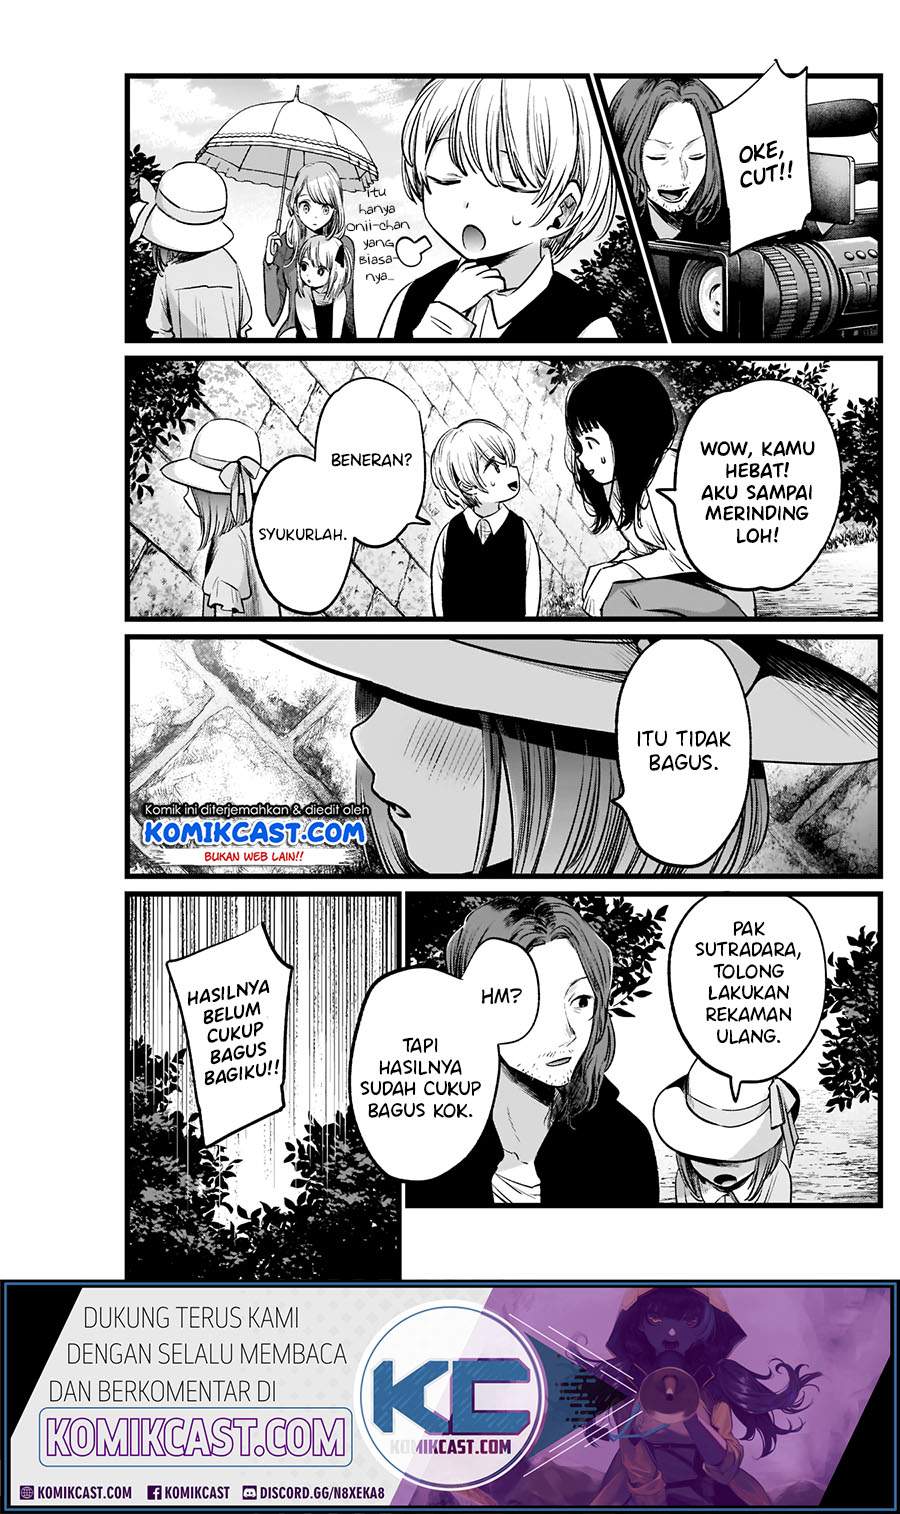 OKE,
CUT!!
Itu
hanya
Onii-chan
yang
Biasa-
nya...
WOW, KAMU
HEBAT!
AKU SAMPAI
MERINDING
LOH!
BENERAN?
SYUKURLAH.
ITU TIDAK
BAGUS.
Komik ini diterjemahkan & diedit oleh
KOMIKCAST.COM
BUKAN WEB LAIN!!
PAK
SUTRADARA,
TOLONG
LAKUKAN
REKAMAN
ULANG.
HM?
TAPI
HASILNYA
SUDAH CUKUP
BAGUS KOK.
HASILNYA
BELUM
CUKUP
BAGUS
BAGIKU!!
DUKUNG TERUS KAMI
DENGAN SELALU MEMBACA
DAN BERKOMENTAR DI
KOMIKCAST.COM
KC
KOMIKCAST.COM
KOMIKCAST.COM
KOMIKCAST
DISCORD.GG/N8XEKA8